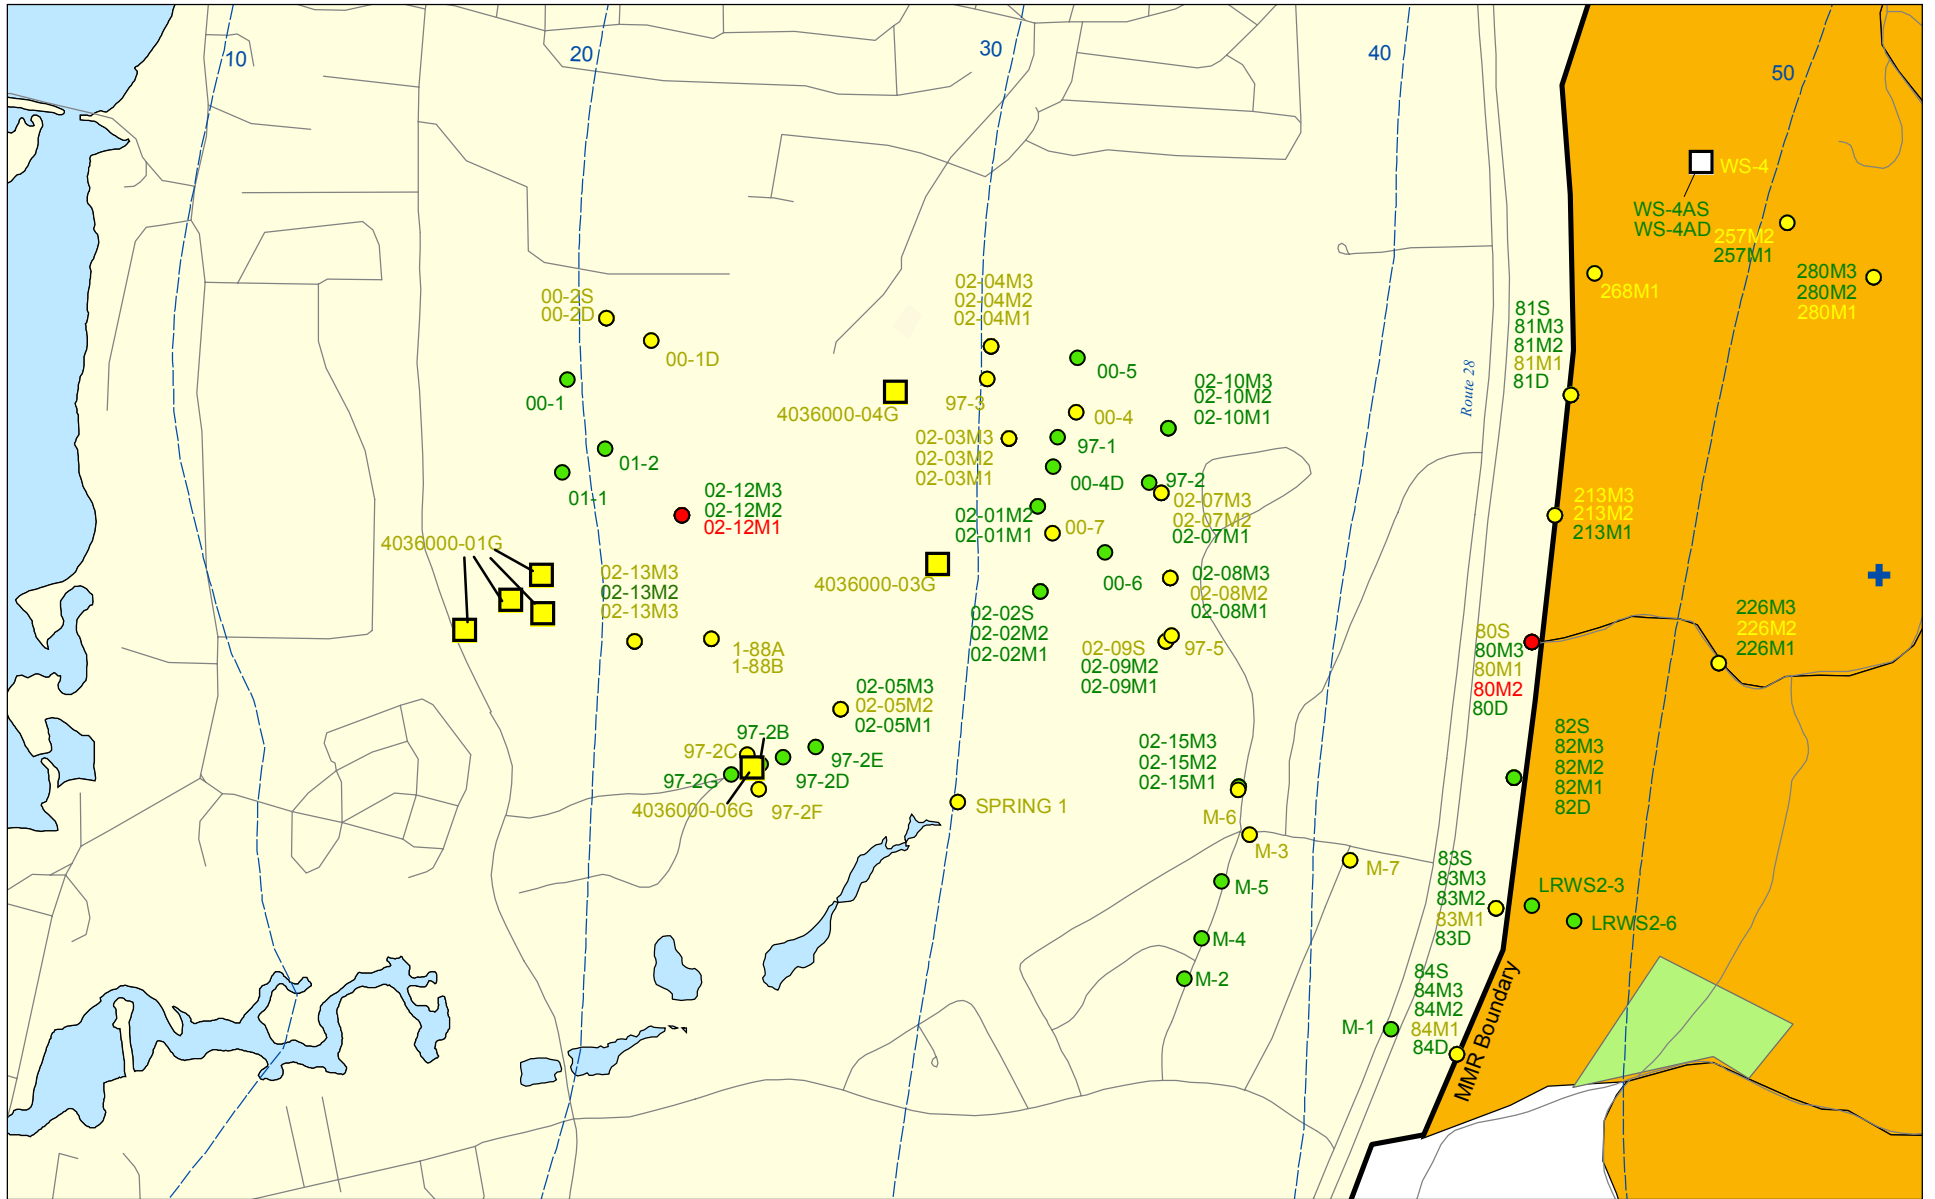 10
20
30
40
50
WS-4
WS-4AS
WS-4AD
257M2
257M1
280M3
280M2
280M1
268M1
00-2S
00-2D
00-1D
00-1
01-2
01-1
02-04M3
02-04M2
02-04M1
4036000-04G
97-3
00-5
00-4
02-10M3
02-10M2
02-10M1
Route 28
81S
81M3
81M2
81M1
81D
02-03M3
02-03M2
02-03M1
97-1
00-4D
97-2
02-07M3
02-07M2
02-07M1
02-12M3
02-12M2
02-12M1
02-01M2
02-01M1
00-7
213M3
213M2
213M1
4036000-01G
02-13M3
02-13M2
02-13M3
4036000-03G
00-6
02-08M3
02-08M2
02-08M1
02-02S
02-02M2
02-02M1
226M3
226M2
226M1
1-88A
1-88B
02-09S
02-09M2
02-09M1
97-5
80S
80M3
80M1
80M2
80D
02-05M3
02-05M2
02-05M1
97-2B
97-2C
97-2E
97-2G
97-2D
4036000-06G
97-2F
SPRING 1
02-15M3
02-15M2
02-15M1
82S
82M3
82M2
82M1
82D
M-6
M-3
M-7
M-5
83S
83M3
83M2
83M1
83D
LRWS2-3
LRWS2-6
M-4
M-2
84S
84M3
84M2
84M1
84D
M-1
MMR Boundary